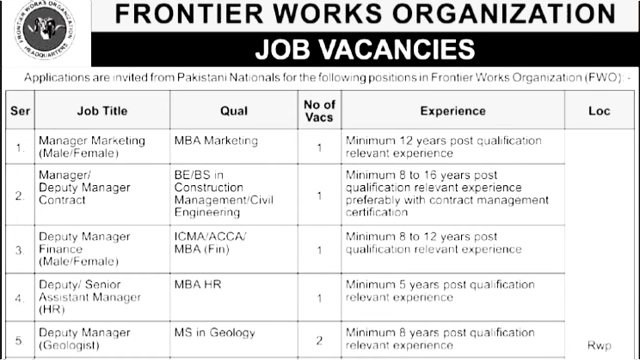 FRONTIER WORKS ORGANIZATION
HEADQUARTERS
FRONTIER WORKS ORGANIZATION
JOB VACANCIES
Applications are invited from Pakistani Nationals for the following positions in Frontier Works Organization (FWO): -
Ser Job Title Qual No of Vacs Experience Loc
1. Manager Marketing (Male/Female) MBA Marketing 1 Minimum 12 years post qualification relevant experience
2. Manager/ Deputy Manager Contract BE/BS in Construction Management/Civil Engineering 1 Minimum 8 to 16 years post qualification relevant experience preferably with contract management certification
3. Deputy Manager Finance (Male/Female) ICMA/ACCA/ MBA (Fin) 1 Minimum 8 to 12 years post qualification relevant experience
4. Deputy/ Senior Assistant Manager (HR) MBA HR 1 Minimum 5 years post qualification relevant experience
5. Deputy Manager (Geologist) MS in Geology 2 Minimum 8 years post qualification relevant experience Rwp